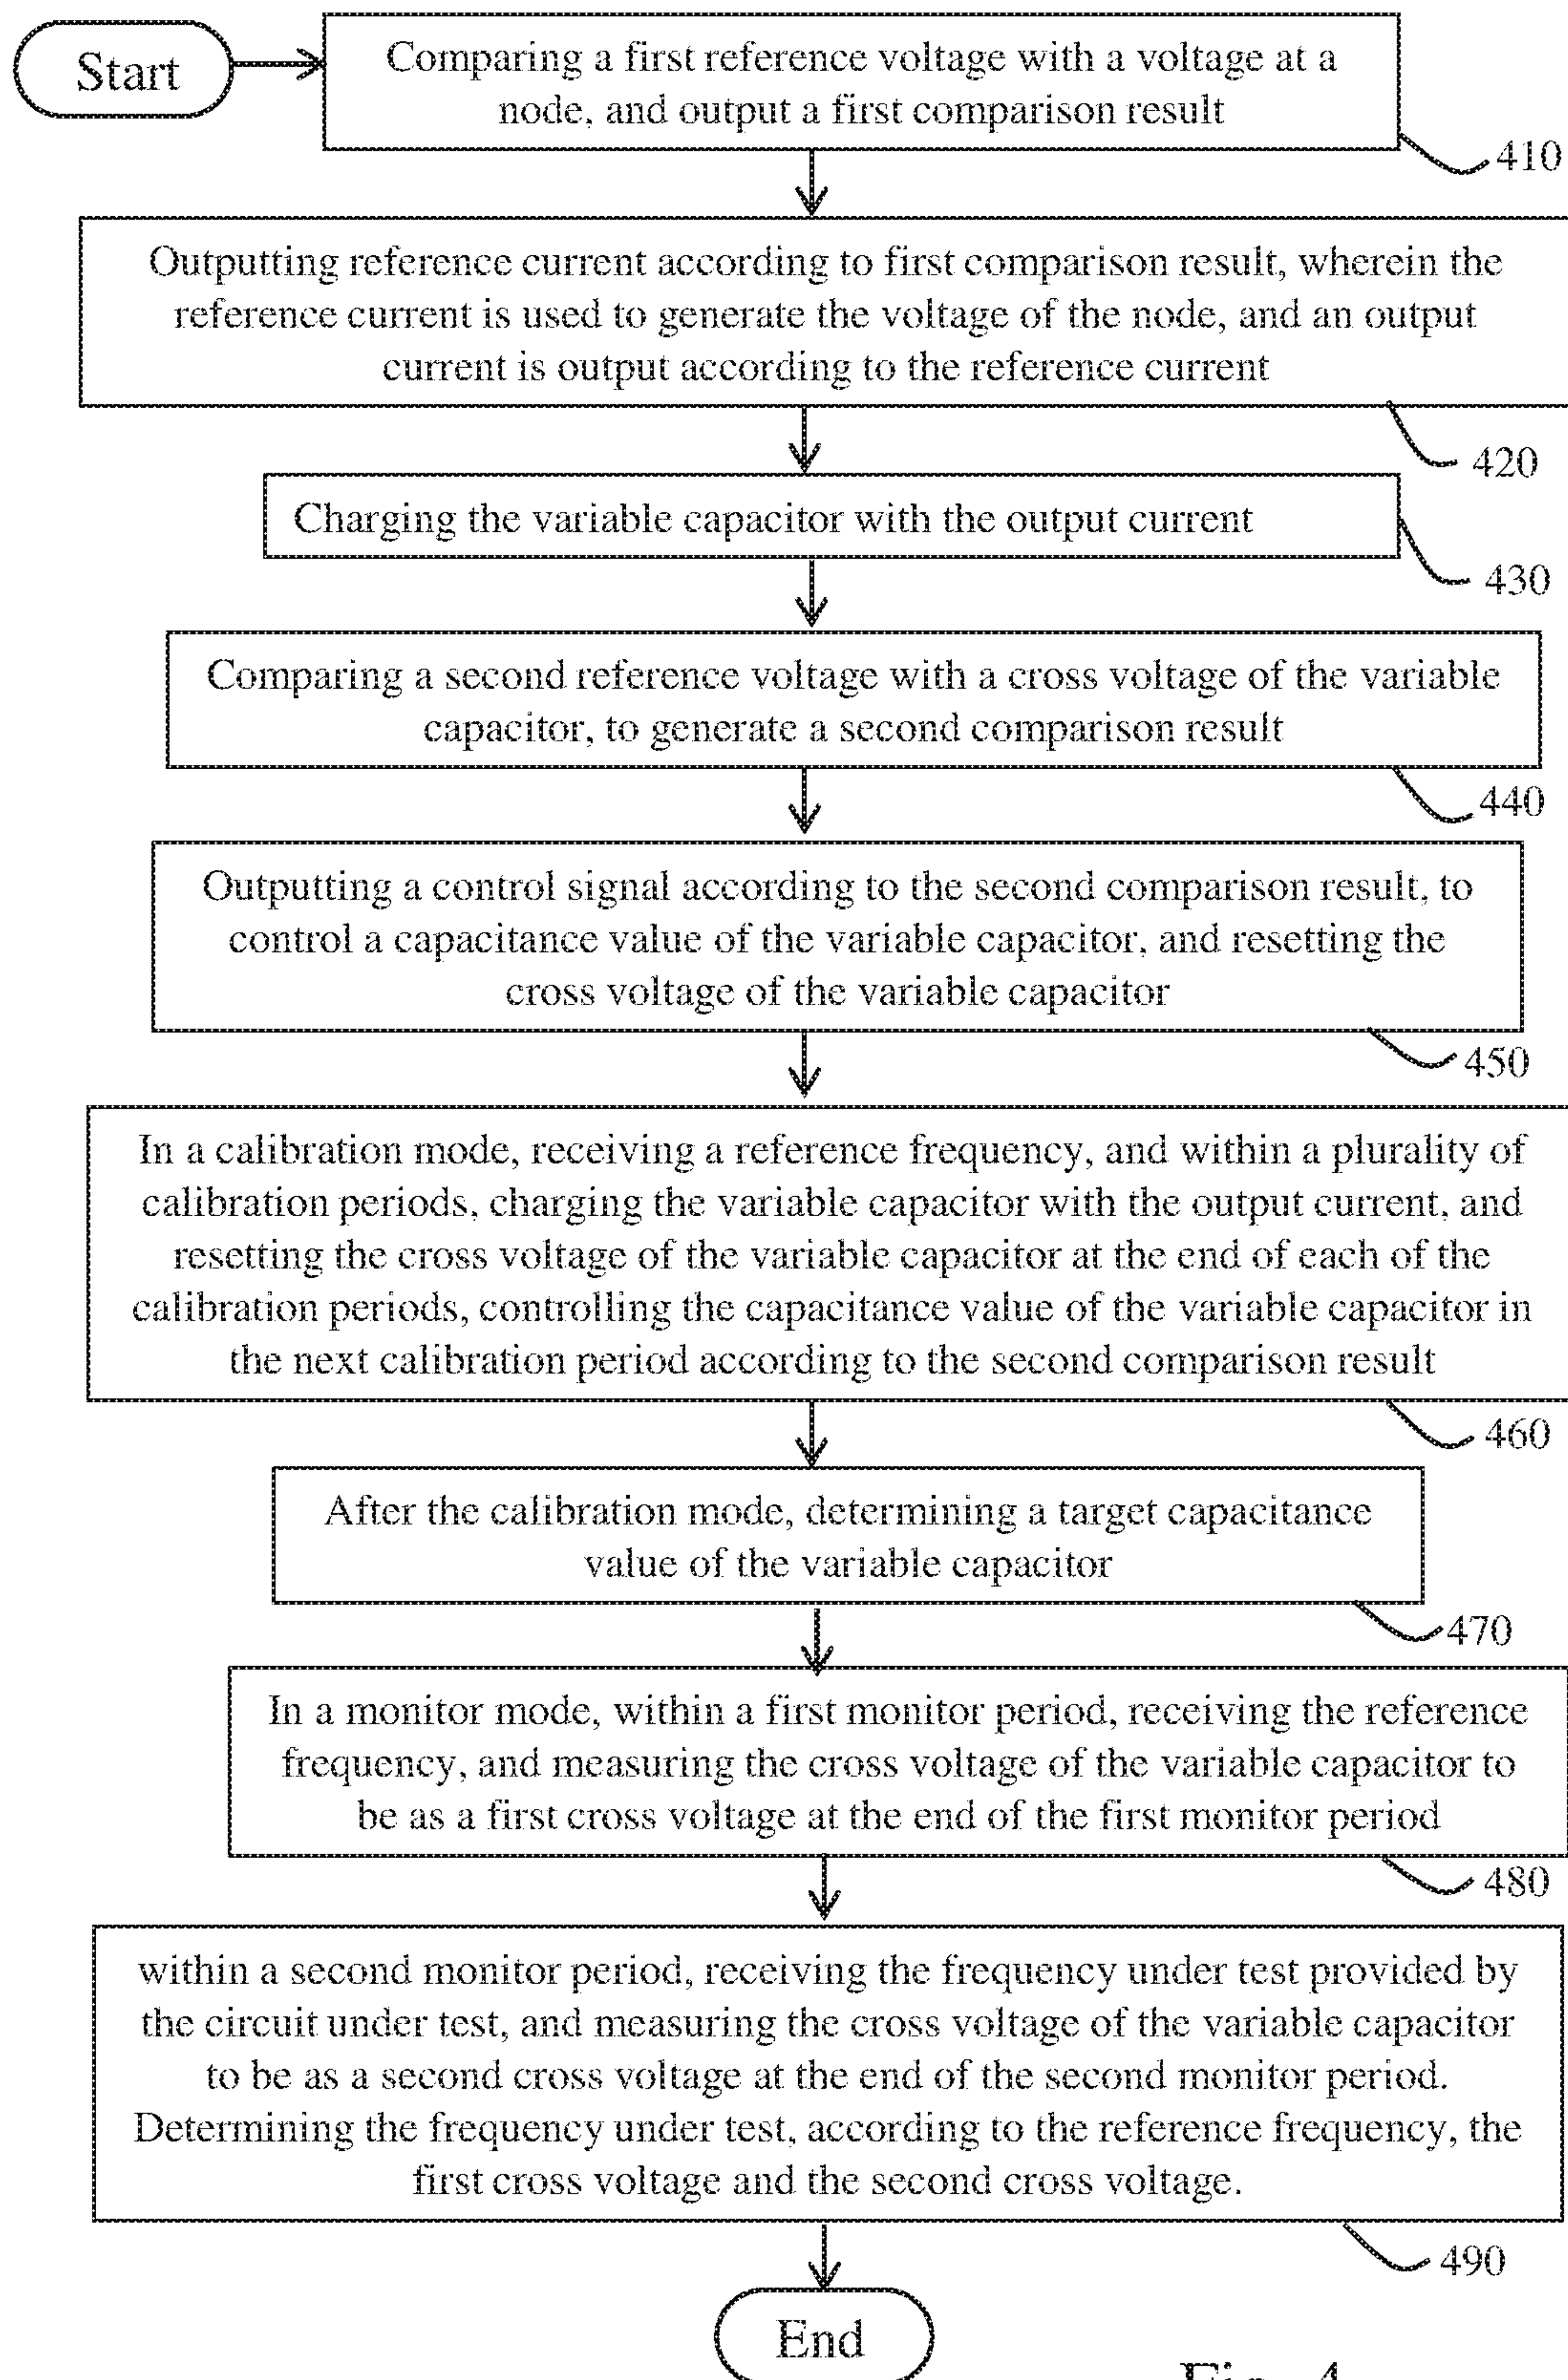 Start
Comparing a first reference voltage with a voltage at a
node, and output a first comparison result
410
Outputting reference current according to first comparison result, wherein the
reference current is used to generate the voltage of the node, and an output
current is output according to the reference current
420
Charging the variable capacitor with the output current
430
Comparing a second reference voltage with a cross voltage of the variable
capacitor, to generate a second comparison result
440
Outputting a control signal according to the second comparison result, to
control a capacitance value of the variable capacitor, and resetting the
cross voltage of the variable capacitor
450
In a calibration mode, receiving a reference frequency, and within a plurality of
calibration periods, charging the variable capacitor with the output current, and
resetting the cross voltage of the variable capacitor at the end of each of the
calibration periods, controlling the capacitance value of the variable capacitor in
the next calibration period according to the second comparison result
460
After the calibration mode, determining a target capacitance
value of the variable capacitor
470
In a monitor mode, within a first monitor period, receiving the reference
frequency, and measuring the cross voltage of the variable capacitor to
be as a first cross voltage at the end of the first monitor period
480
within a second monitor period, receiving the frequency under test provided by
the circuit under test, and measuring the cross voltage of the variable capacitor
to be as a second cross voltage at the end of the second monitor period.
Determining the frequency under test, according to the reference frequency, the
first cross voltage and the second cross voltage.
490
End
Fig. 4